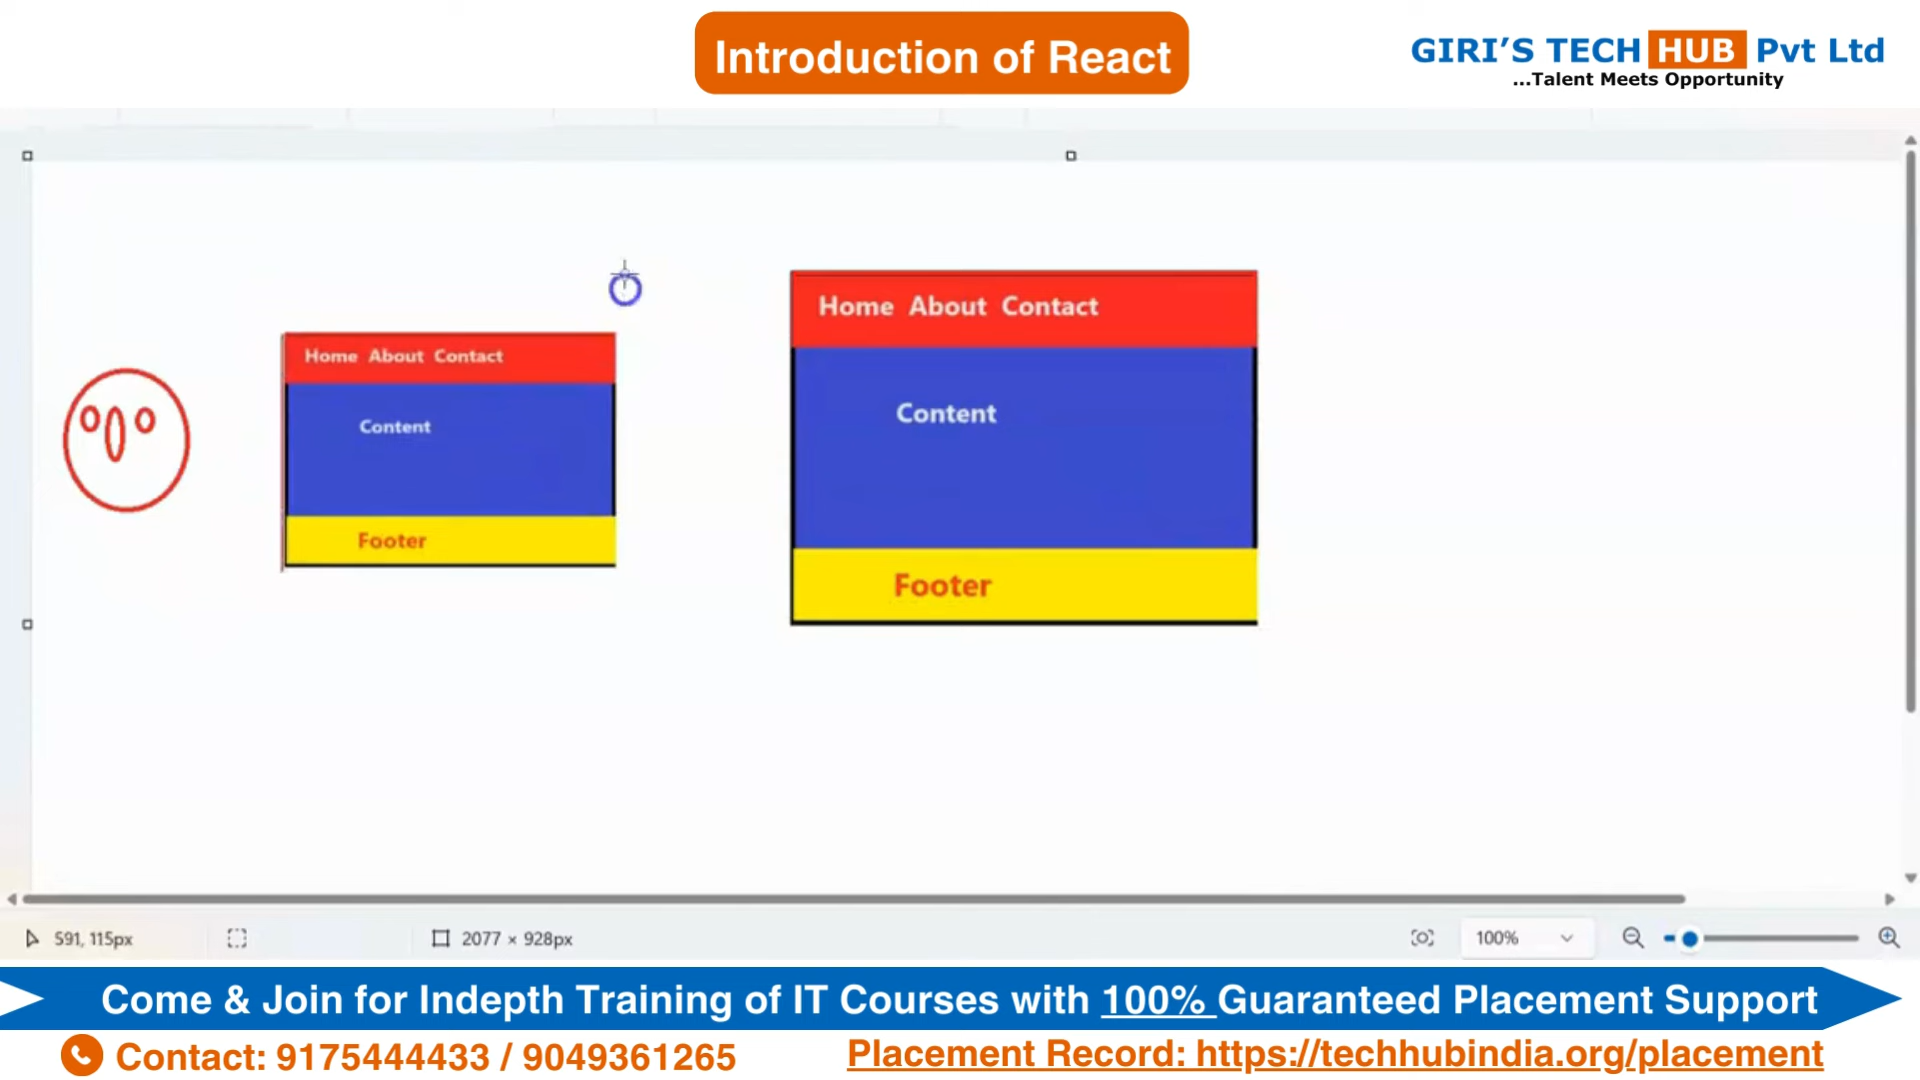 Introduction of React
GIRI'S TECH HUB Pvt Ltd
...Talent Meets Opportunity
Home About Contact
Content
Footer
Home About Contact
Content
Footer
591, 115px
2077 × 928px
100%
Come & Join for Indepth Training of IT Courses with 100% Guaranteed Placement Support
Contact: 9175444433 / 9049361265
Placement Record: https://techhubindia.org/placement